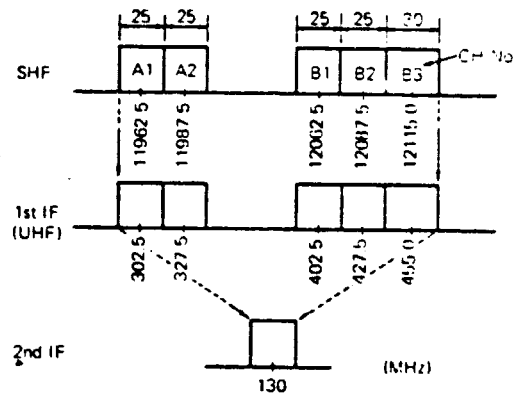 25 25 25 25 30
SHF A1 A2 B1 B2 B3 CH No
11962 5 11987 5 12062 5 12087 5 12115 0
1st IF
(UHF)
302 5 327 5 402 5 427 5 455 0
2nd IF (MHz)
130